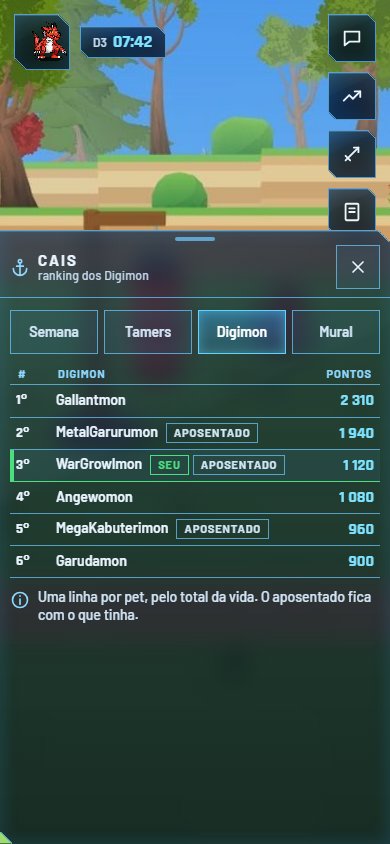 D3 07:42
CAIS
ranking dos Digimon
Semana Tamers Digimon Mural
# DIGIMON PONTOS
1º Gallantmon 2 310
2º MetalGarurumon APOSENTADO 1 940
3º WarGrowlmon SEU APOSENTADO 1 120
4º Angewomon 1 080
5º MegaKabuterimon APOSENTADO 960
6º Garudamon 900
Uma linha por pet, pelo total da vida. O aposentado fica
com o que tinha.